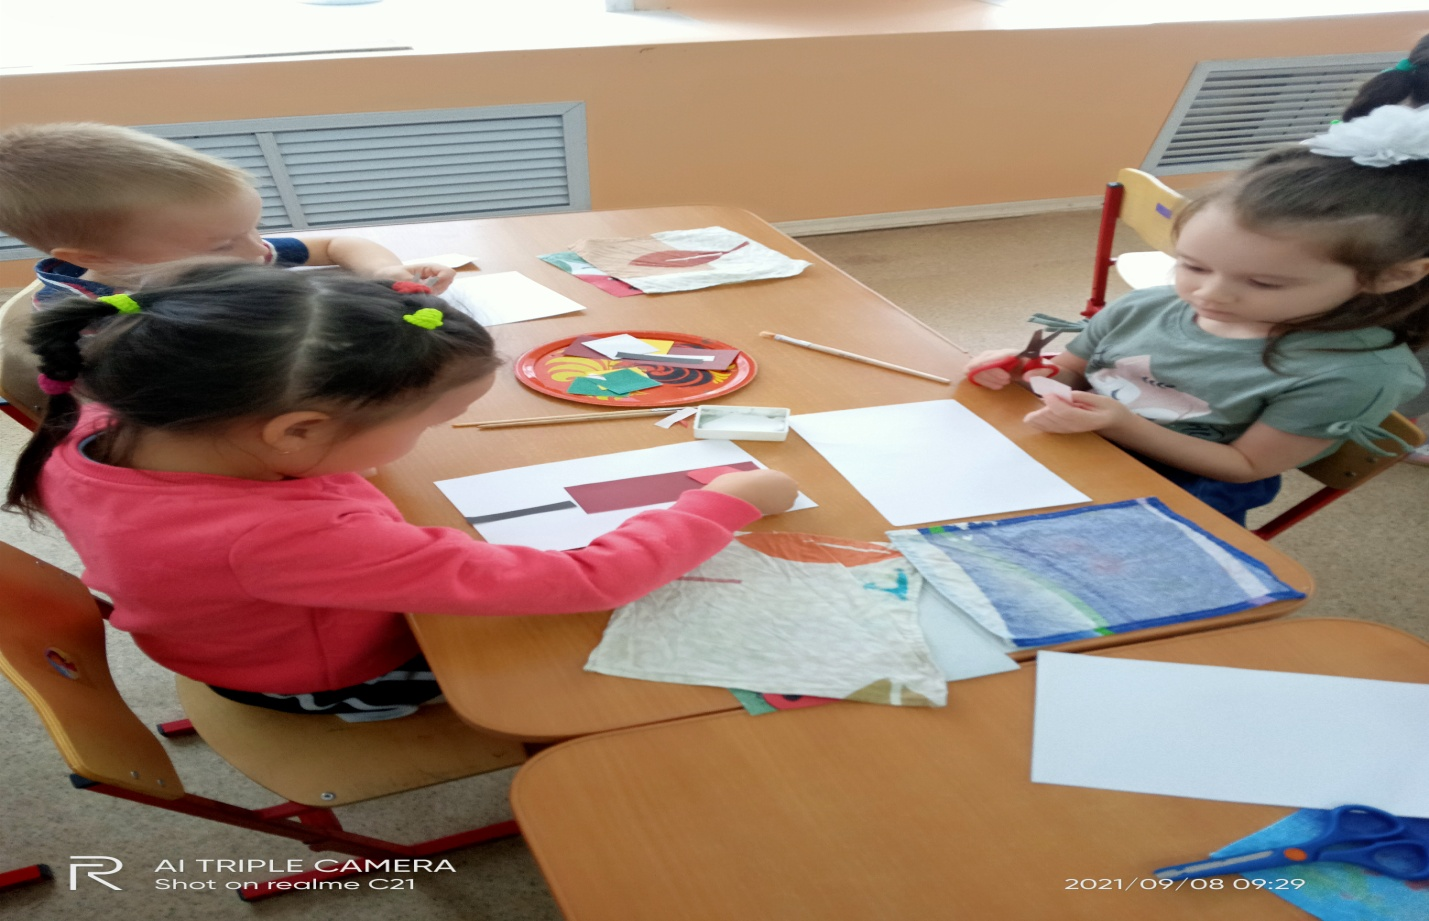 AI TRIPLE CAMERA
Shot on realme C21
2021/09/08 09:29